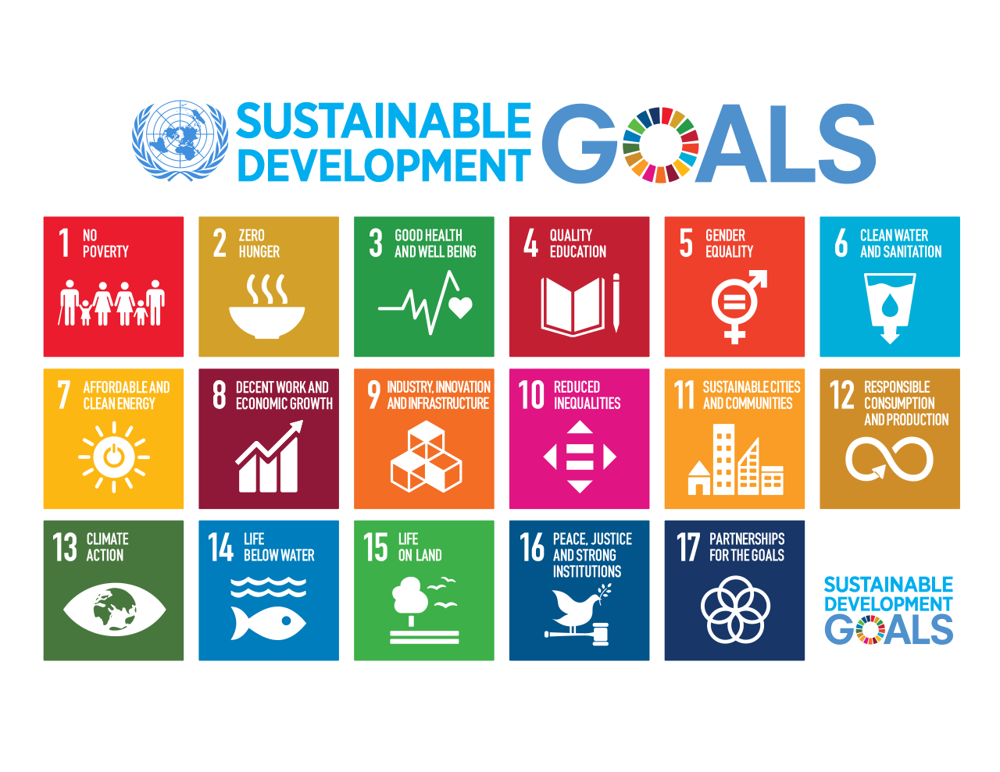 SUSTAINABLE
DEVELOPMENT
GOALS
1 NO
POVERTY
2 ZERO
HUNGER
3 GOOD HEALTH
AND WELL BEING
4 QUALITY
EDUCATION
5 GENDER
EQUALITY
6 CLEAN WATER
AND SANITATION
7 AFFORDABLE AND
CLEAN ENERGY
8 DECENT WORK AND
ECONOMIC GROWTH
9 INDUSTRY, INNOVATION
AND INFRASTRUCTURE
10 REDUCED
INEQUALITIES
11 SUSTAINABLE CITIES
AND COMMUNITIES
12 RESPONSIBLE
CONSUMPTION
AND PRODUCTION
13 CLIMATE
ACTION
14 LIFE
BELOW WATER
15 LIFE
ON LAND
16 PEACE, JUSTICE
AND STRONG
INSTITUTIONS
17 PARTNERSHIPS
FOR THE GOALS
SUSTAINABLE
DEVELOPMENT
GOALS